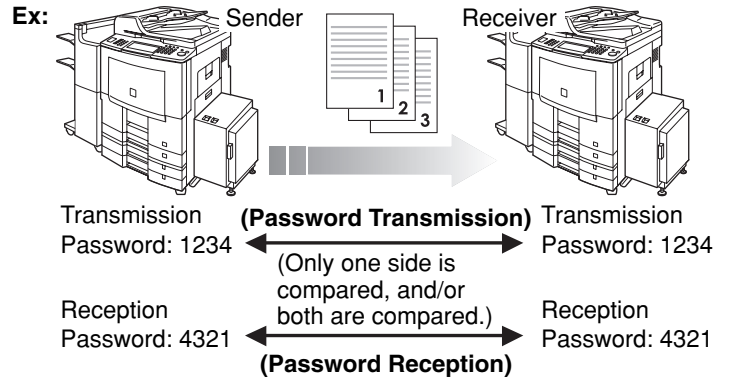 Ex:
Sender
Receiver
1
2
3
Transmission
Password: 1234
(Password Transmission)
Transmission
Password: 1234
(Only one side is
compared, and/or
both are compared.)
Reception
Password: 4321
(Password Reception)
Reception
Password: 4321